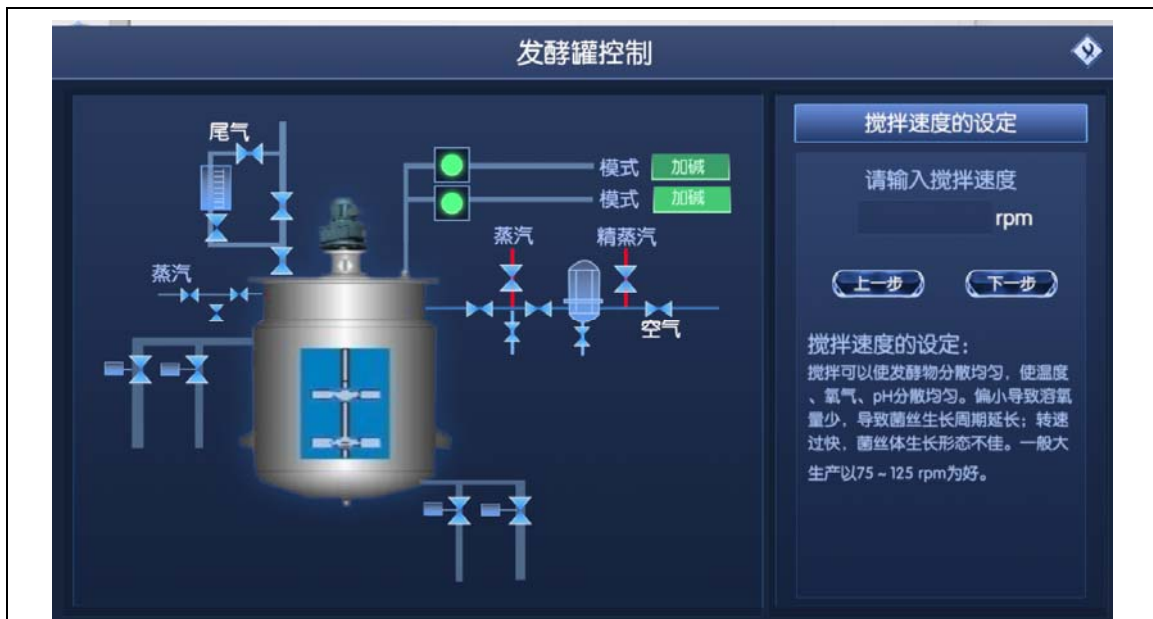 发酵罐控制
尾气
模式 加碱
模式 加碱
蒸汽
精蒸汽
蒸汽
空气
搅拌速度的设定
请输入搅拌速度
rpm
上一步 下一步
搅拌速度的设定：
搅拌可以使发酵物分散均匀，使温度
、氧气、pH分散均匀。偏小导致溶氧
量少，导致菌丝生长周期延长；转速
过快，菌丝体生长形态不佳。一般大
生产以75~125 rpm为好。